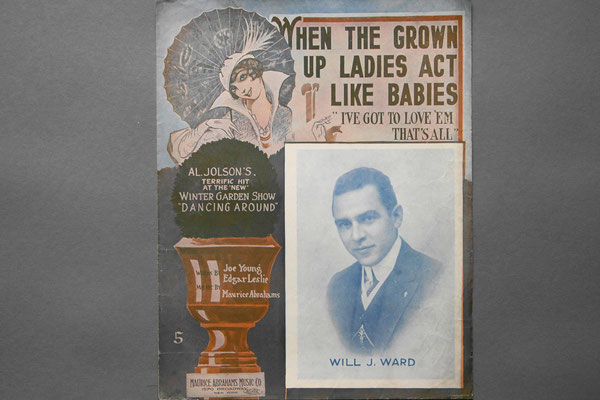 WHEN THE GROWN
UP LADIES ACT
LIKE BABIES
"I'VE GOT TO LOVE 'EM
THAT'S ALL"
AL JOLSON'S
TERRIFIC HIT
AT THE "NEW"
WINTER GARDEN SHOW
"DANCING AROUND"
WORDS BY
Joe Young
Edgar Leslie
MUSIC BY
Maurice Abrahams
5
MAURICE ABRAHAMS MUSIC CO.
1570 BROADWAY
NEW YORK
WILL J. WARD